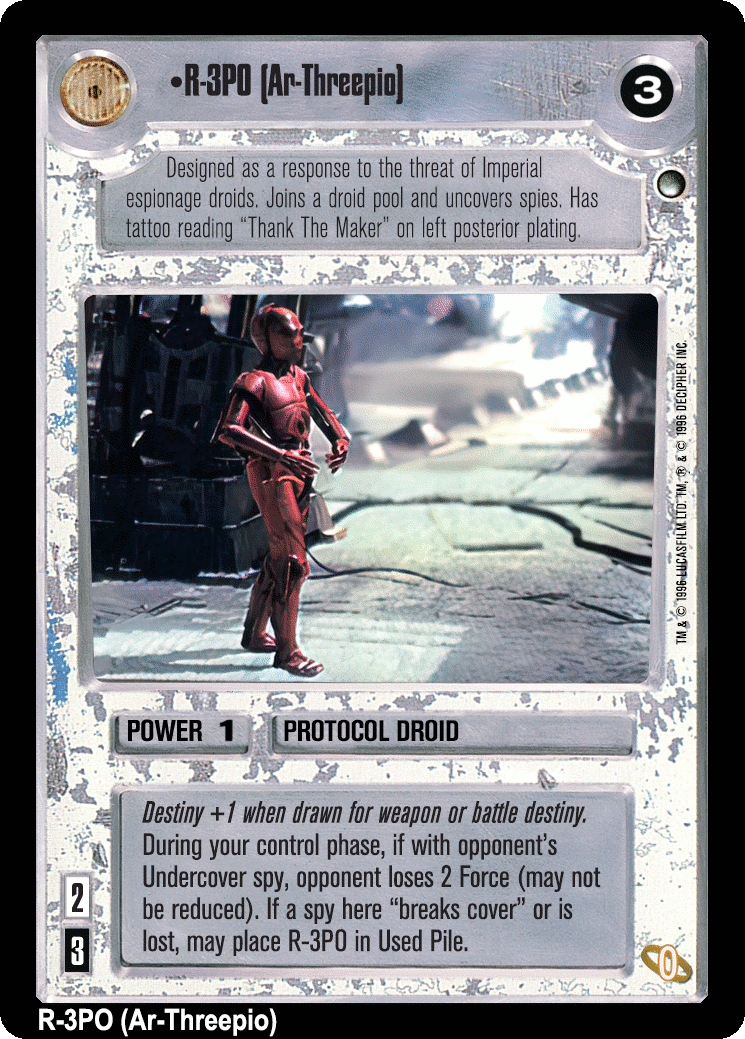 •R-3PO (Ar-Threepio)
3
Designed as a response to the threat of Imperial
espionage droids. Joins a droid pool and uncovers spies. Has
tattoo reading “Thank The Maker” on left posterior plating.
TM & © 1996 LUCASFILM LTD. TM, ® & © 1996 DECIPHER INC.
POWER 1
PROTOCOL DROID
Destiny +1 when drawn for weapon or battle destiny.
During your control phase, if with opponent’s
Undercover spy, opponent loses 2 Force (may not
be reduced). If a spy here “breaks cover” or is
lost, may place R-3PO in Used Pile.
2
3
0
R-3PO (Ar-Threepio)